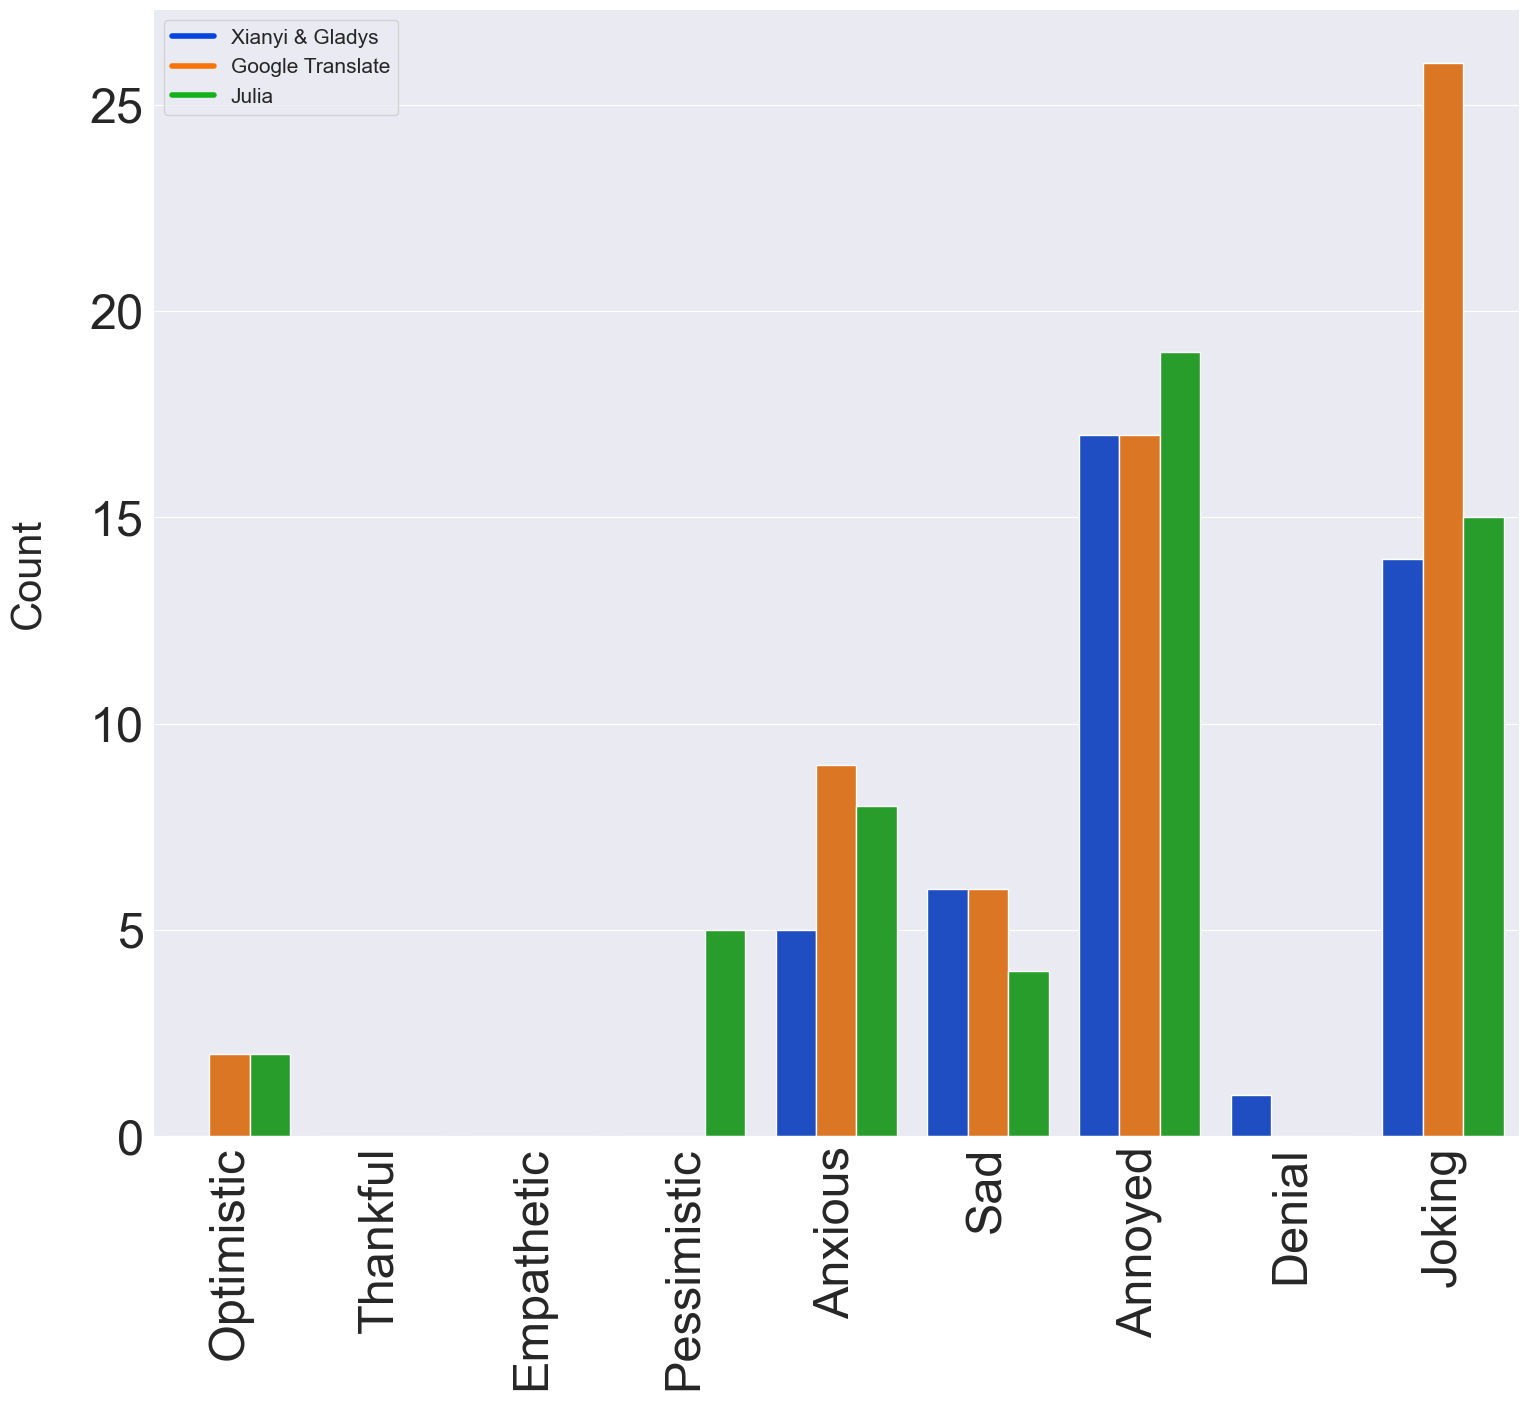 Xianyi & Gladys
Google Translate
Julia
25
20
15
10
5
0
Count
Optimistic
Thankful
Empathetic
Pessimistic
Anxious
Sad
Annoyed
Denial
Joking